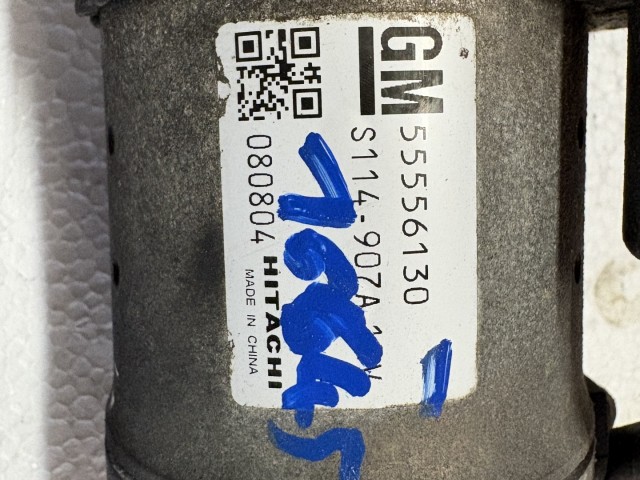 GM
55556130
S114-907A
080804
HITACHI
MADE IN CHINA